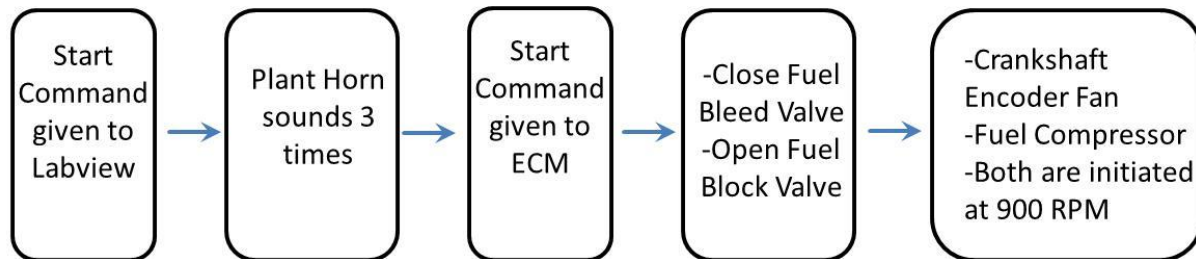 Start
Command
given to
Labview
Plant Horn
sounds 3
times
Start
Command
given to
ECM
-Close Fuel
Bleed Valve
-Open Fuel
Block Valve
-Crankshaft
Encoder Fan
-Fuel Compressor
-Both are initiated
at 900 RPM